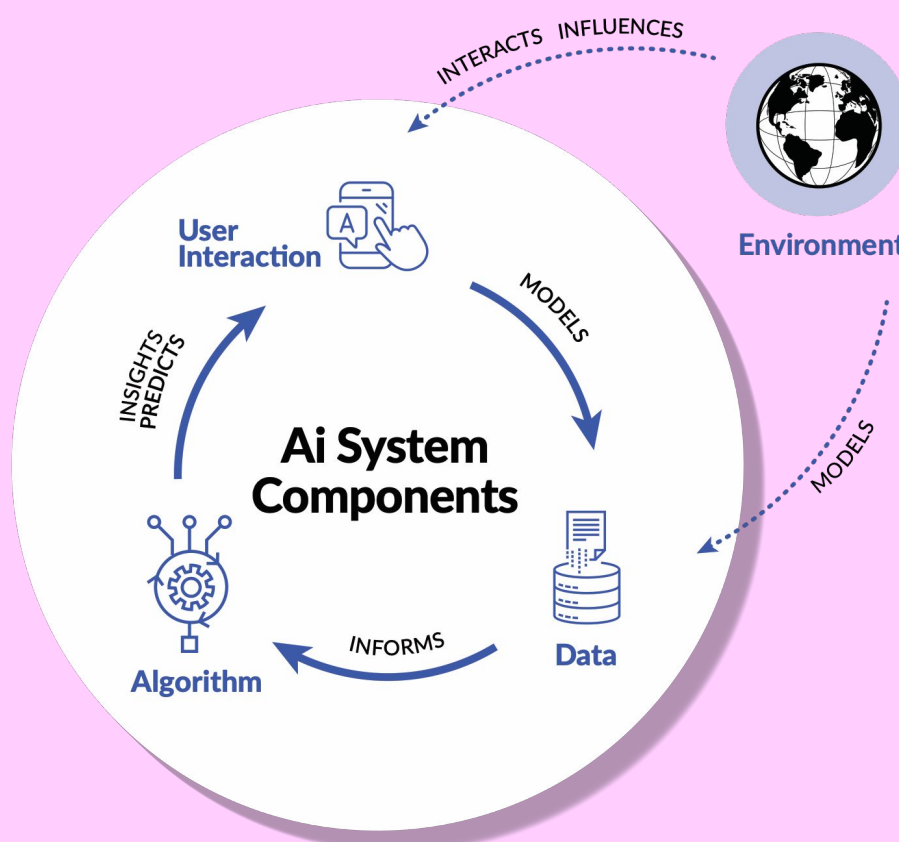 INTERACTS INFLUENCES
A
User
Interaction
Environment
MODELS
INSIGHTS
PREDICTS
Ai System
Components
MODELS
INFORMS
Data
Algorithm